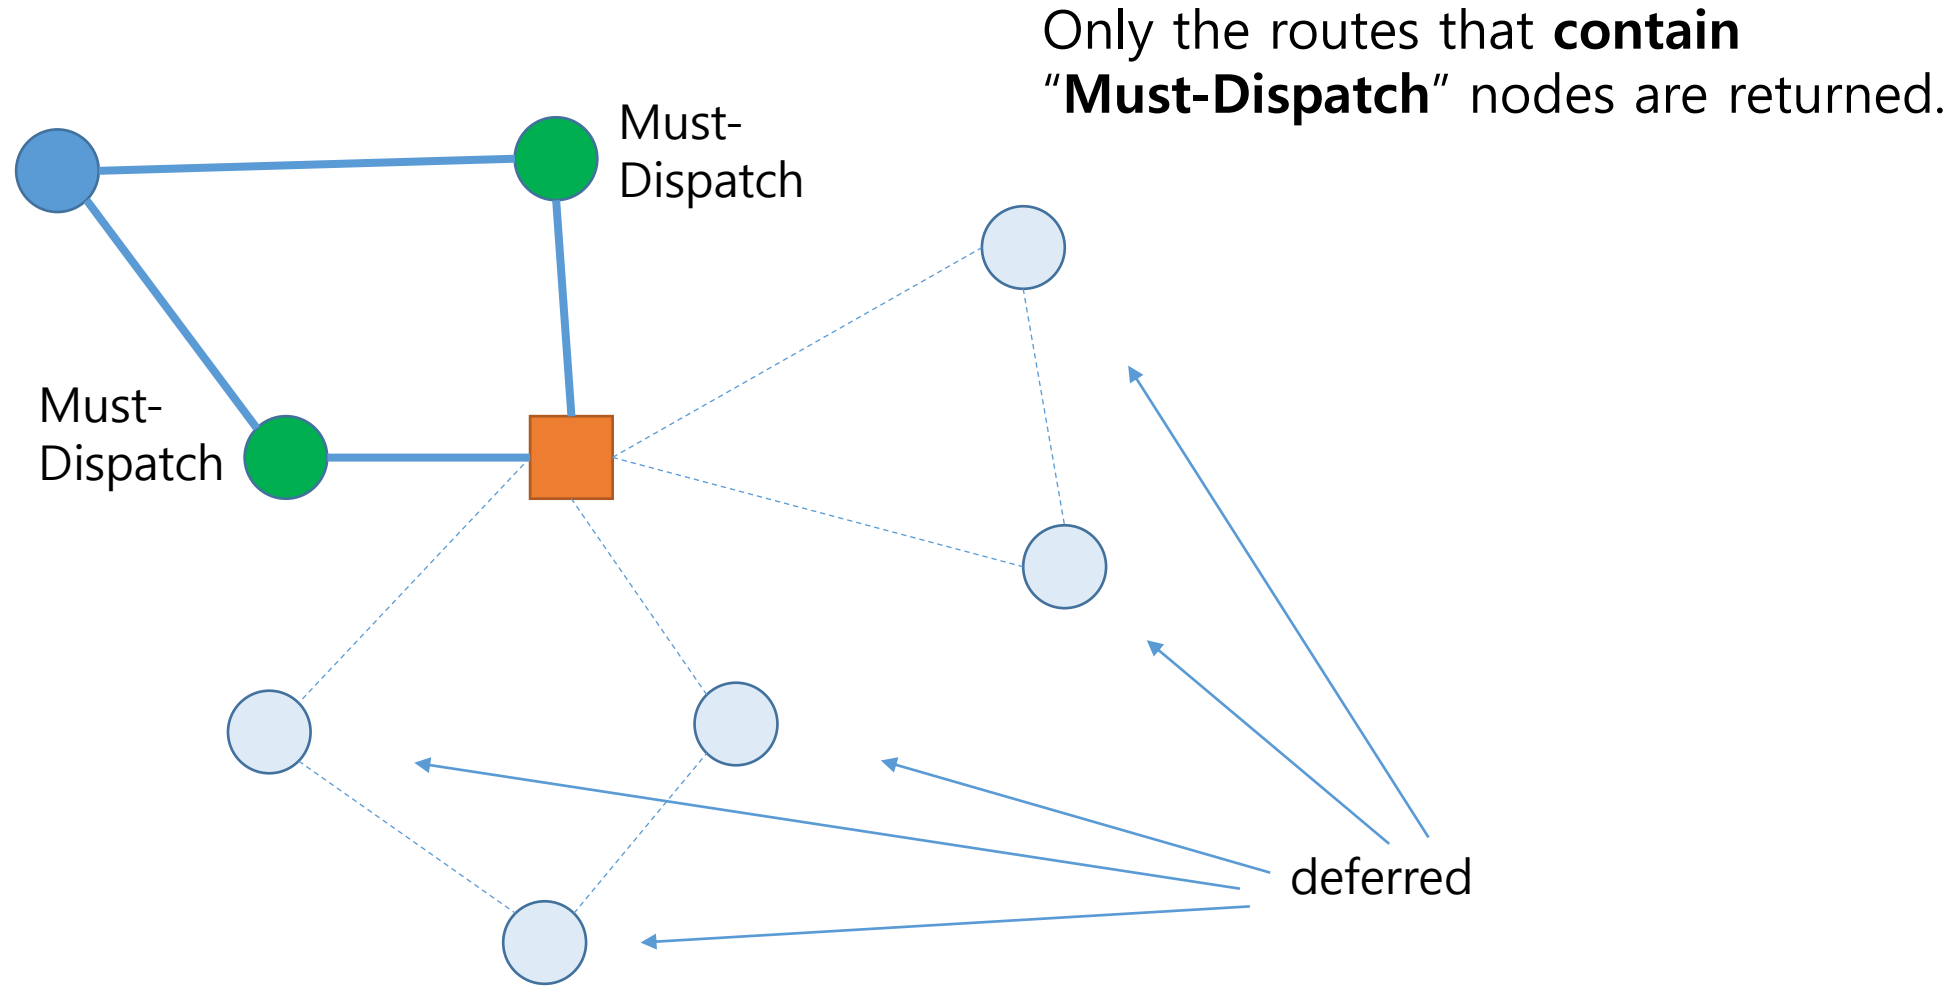 Only the routes that contain
“Must-Dispatch” nodes are returned.
Must-
Dispatch
Must-
Dispatch
deferred